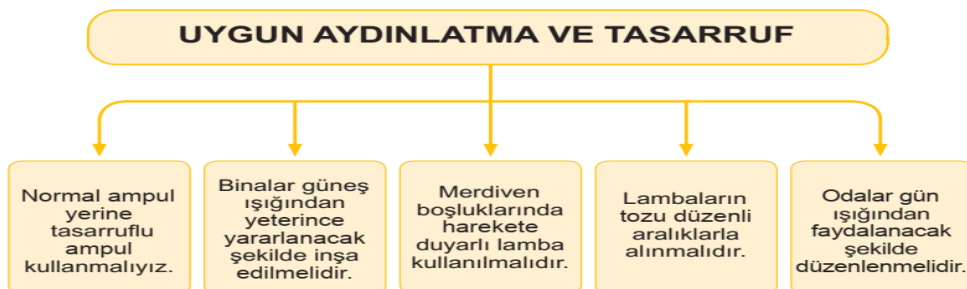 UYGUN AYDINLATMA VE TASARRUF
Normal ampul
yerine
tasarruflu
ampul
kullanmalıyız.
Binalar güneş
ışığından
yeterince
yararlanacak
şekilde inşa
edilmelidir.
Merdiven
boşluklarında
harekete
duyarlı lamba
kullanılmalıdır.
Lambaların
tozu düzenli
aralıklarla
alınmalıdır.
Odalar gün
ışığından
faydalanacak
şekilde
düzenlenmelidir.